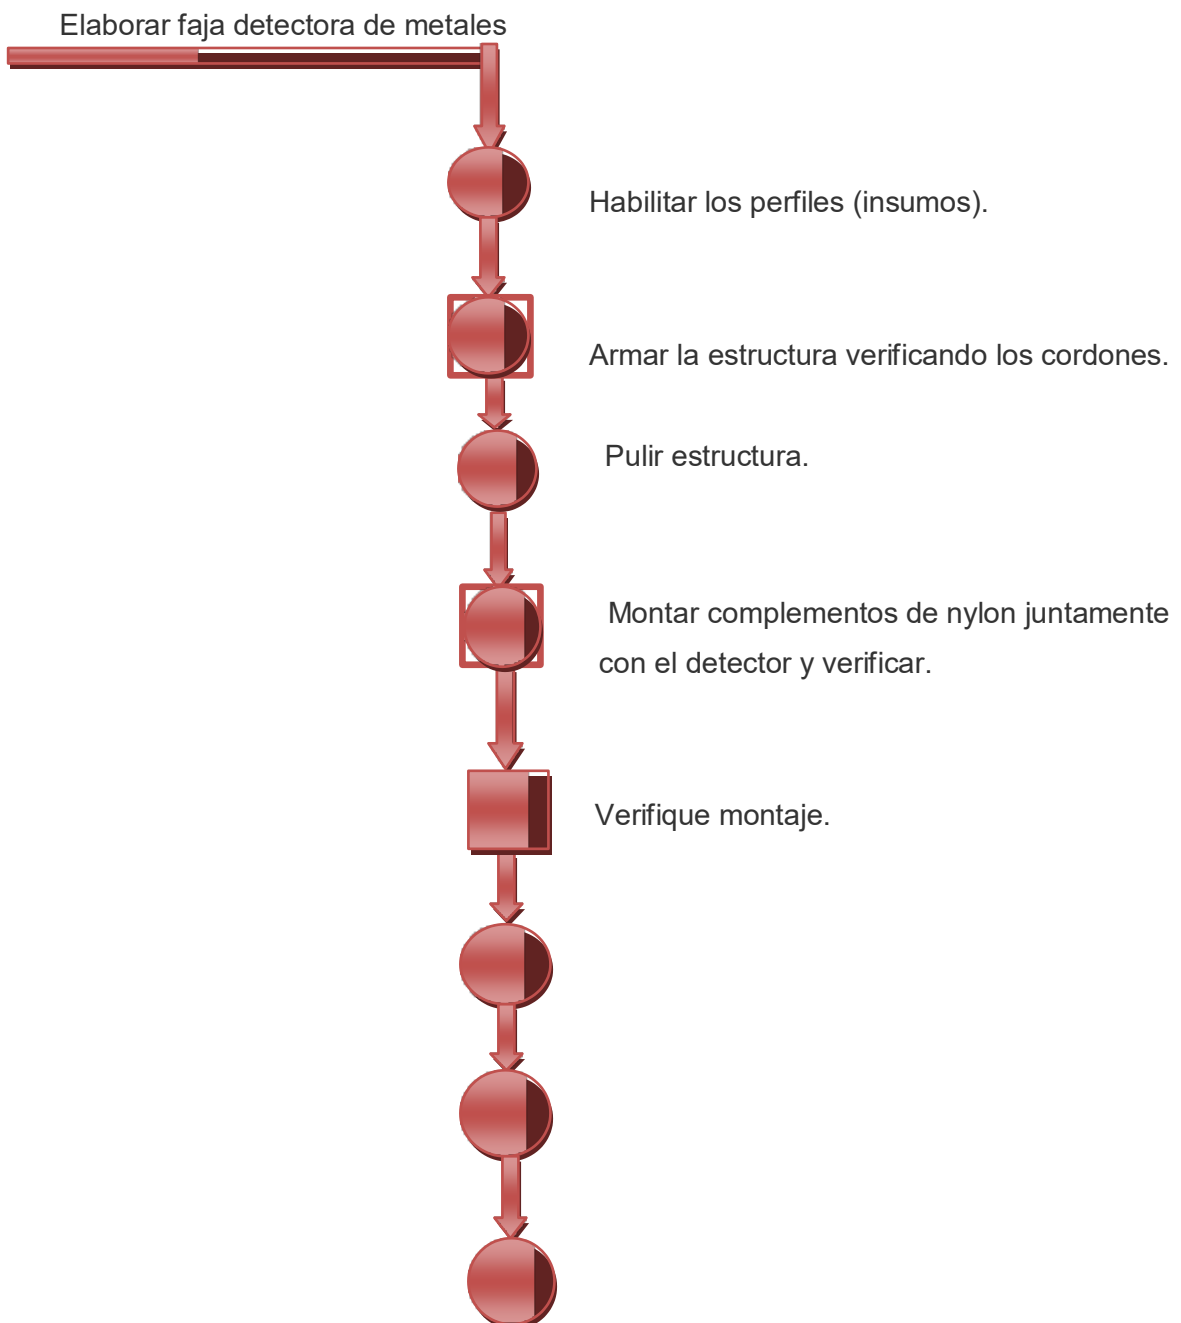 Elaborar faja detectora de metales
Habilitar los perfiles (insumos).
Armar la estructura verificando los cordones.
Pulir estructura.
Montar complementos de nylon juntamente
con el detector y verificar.
Verifique montaje.